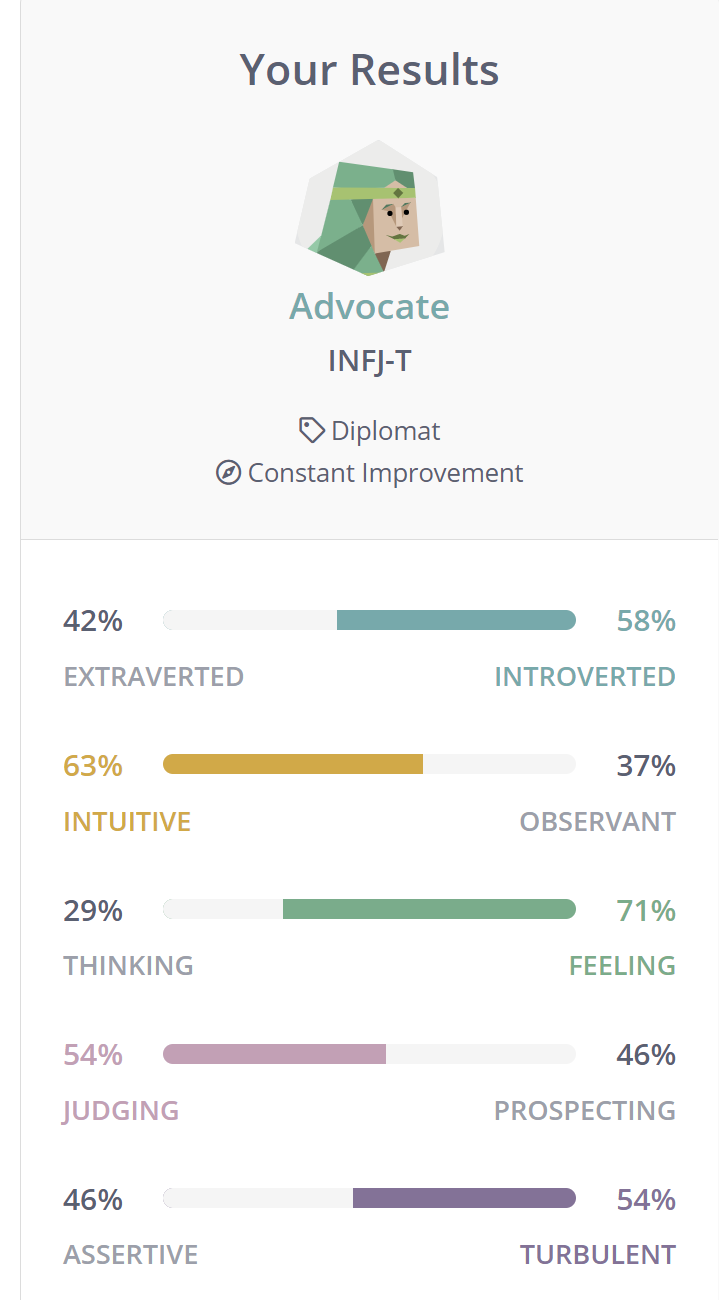 Your Results
Advocate
INFJ-T
Diplomat
Constant Improvement
42% 58%
EXTRAVERTED INTROVERTED
63% 37%
INTUITIVE OBSERVANT
29% 71%
THINKING FEELING
54% 46%
JUDGING PROSPECTING
46% 54%
ASSERTIVE TURBULENT